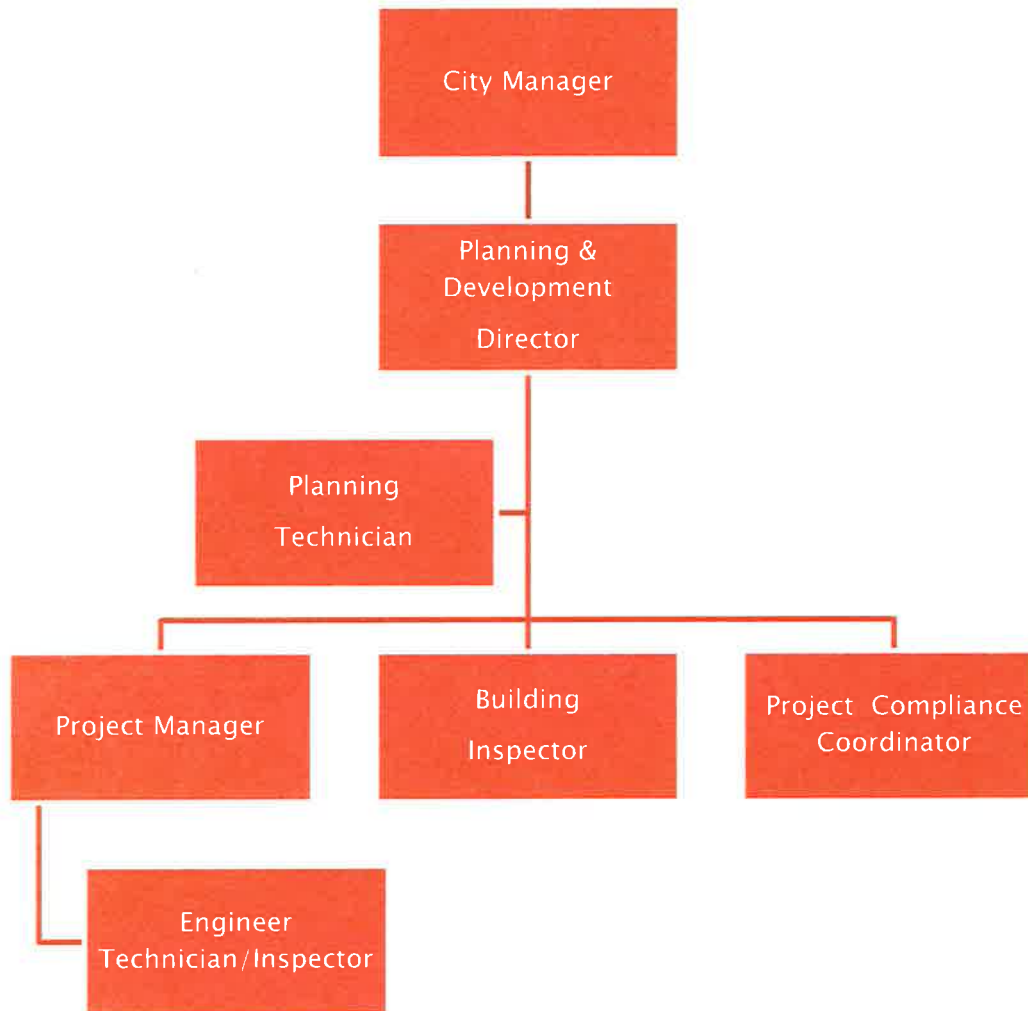 City Manager
Planning &
Development
Director
Planning
Technician
Project Manager
Building
Inspector
Project Compliance
Coordinator
Engineer
Technician/Inspector